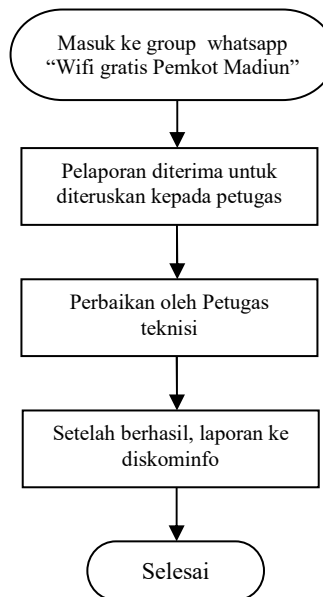 Masuk ke group whatsapp
“Wifi gratis Pemkot Madiun”
Pelaporan diterima untuk
diteruskan kepada petugas
Perbaikan oleh Petugas
teknisi
Setelah berhasil, laporan ke
diskominfo
Selesai